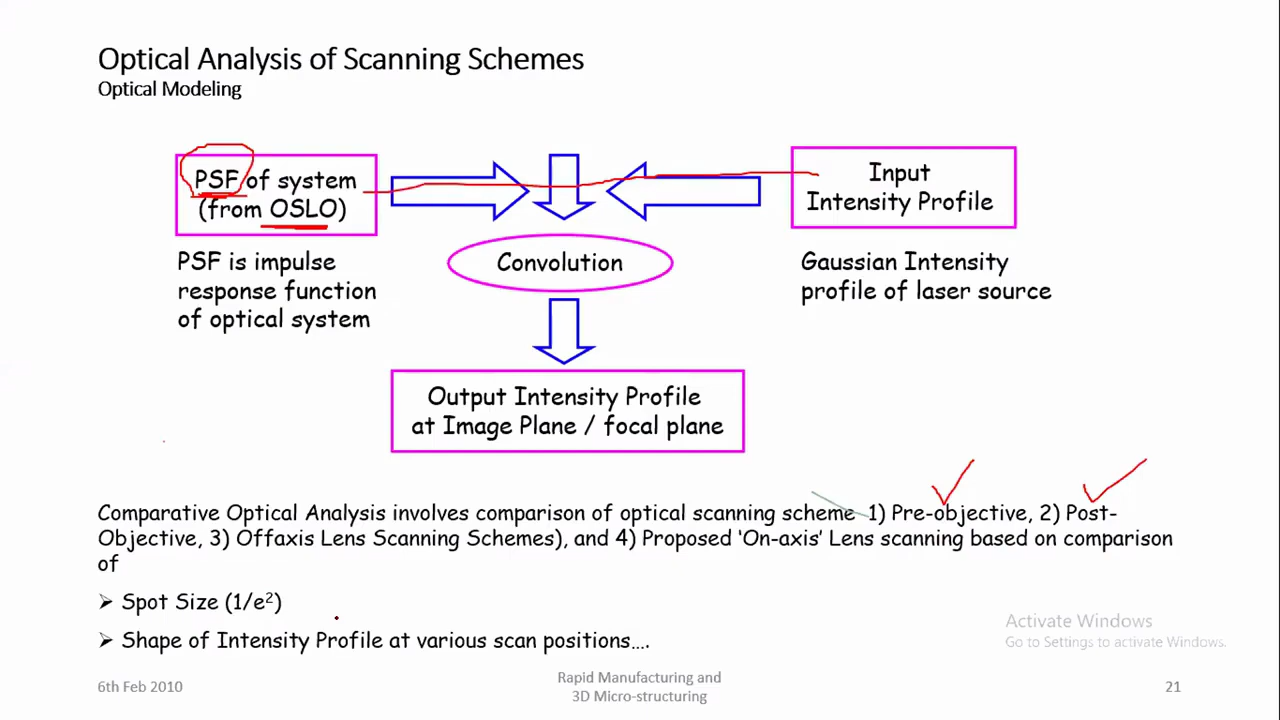 Optical Analysis of Scanning Schemes
Optical Modeling
PSF of system
(from OSLO)
Input
Intensity Profile
Convolution
PSF is impulse
response function
of optical system
Gaussian Intensity
profile of laser source
Output Intensity Profile
at Image Plane / focal plane
Comparative Optical Analysis involves comparison of optical scanning scheme 1) Pre-objective, 2) Post-
Objective, 3) Offaxis Lens Scanning Schemes), and 4) Proposed ‘On-axis’ Lens scanning based on comparison
of
➢ Spot Size (1/e²)
➢ Shape of Intensity Profile at various scan positions….
Activate Windows
Go to Settings to activate Windows.
6th Feb 2010
Rapid Manufacturing and
3D Micro-structuring
21